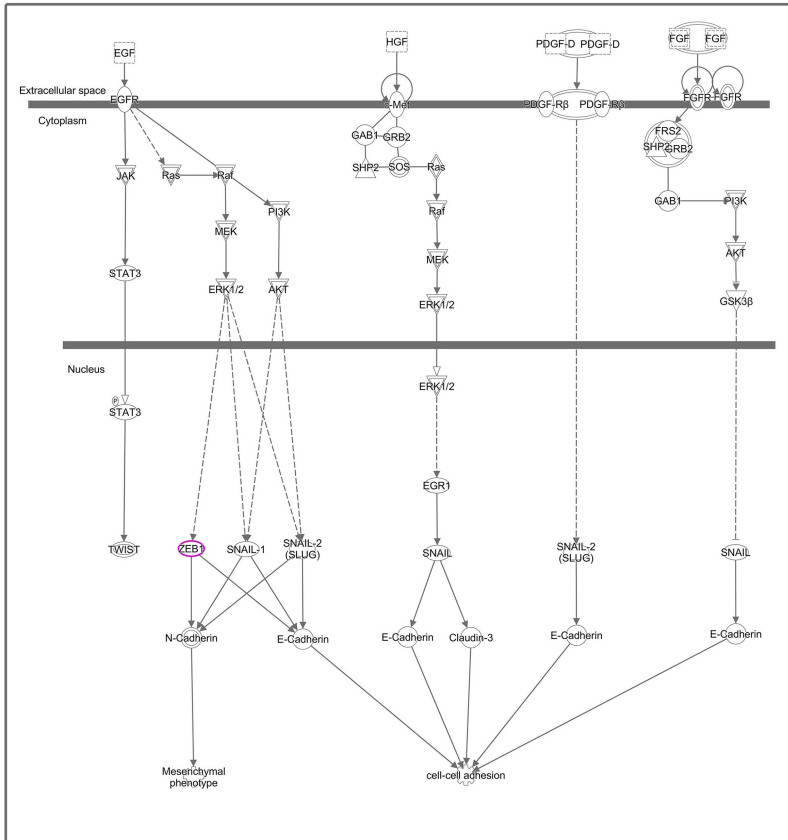 EGF
HGF
PDGF-D PDGF-D
FGF FGF
Extracellular space
EGFR
c-Met
PDGF-Rβ PDGF-Rβ
FGFR FGFR
Cytoplasm
GAB1 GRB2
FRS2
SHP2 GRB2
JAK Ras Raf
SHP2 SOS Ras
GAB1 PI3K
PI3K
Raf
MEK
AKT
MEK
STAT3
ERK1/2 AKT
ERK1/2
GSK3β
Nucleus
ERK1/2
P
STAT3
EGR1
TWIST ZEB1 SNAIL-1 SNAIL-2
(SLUG)
SNAIL
SNAIL-2
(SLUG)
SNAIL
N-Cadherin E-Cadherin E-Cadherin Claudin-3 E-Cadherin E-Cadherin
Mesenchymal
phenotype
cell-cell adhesion